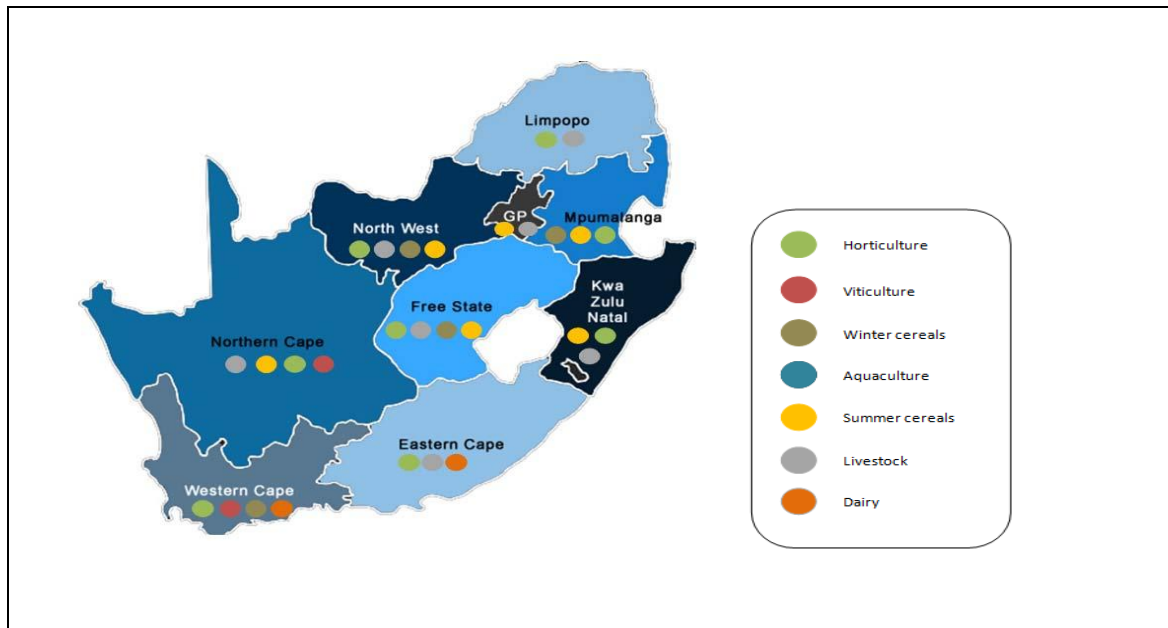 Limpopo
GP
Mpumalanga
North West
Kwa
Zulu
Natal
Free State
Northern Cape
Eastern Cape
Western Cape
Horticulture
Viticulture
Winter cereals
Aquaculture
Summer cereals
Livestock
Dairy